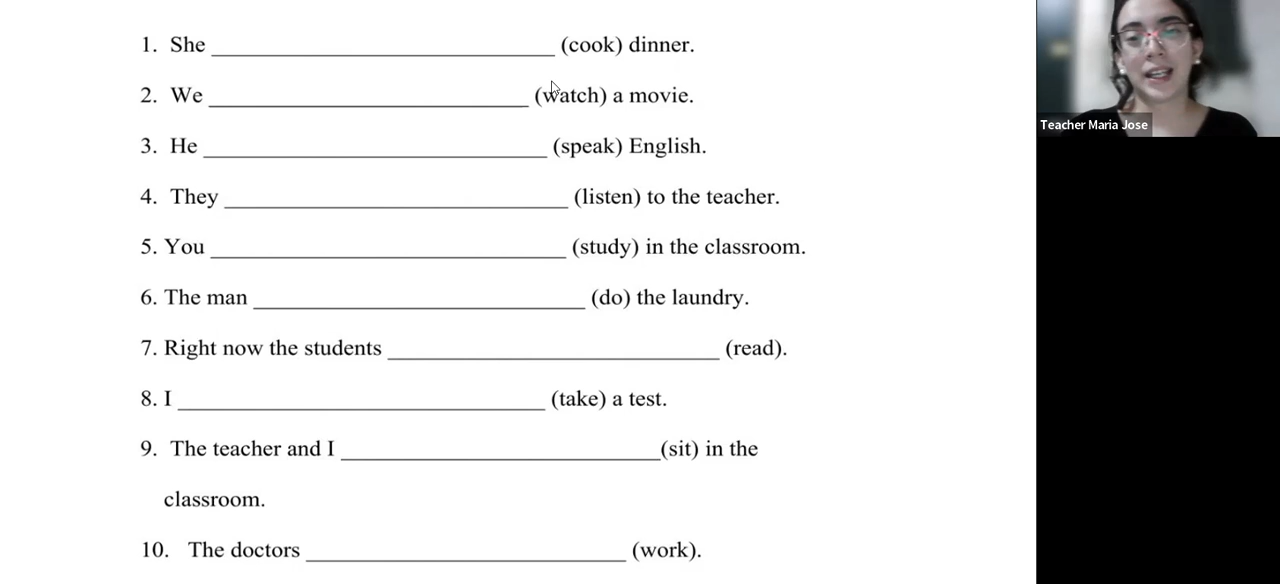 1. She ______________________________ (cook) dinner.
2. We ____________________________ (watch) a movie.
3. He ______________________________ (speak) English.
4. They ______________________________ (listen) to the teacher.
5. You _______________________________ (study) in the classroom.
6. The man _____________________________ (do) the laundry.
7. Right now the students _____________________________ (read).
8. I ________________________________ (take) a test.
9. The teacher and I ____________________________(sit) in the
classroom.
10. The doctors ____________________________ (work).
Teacher Maria Jose